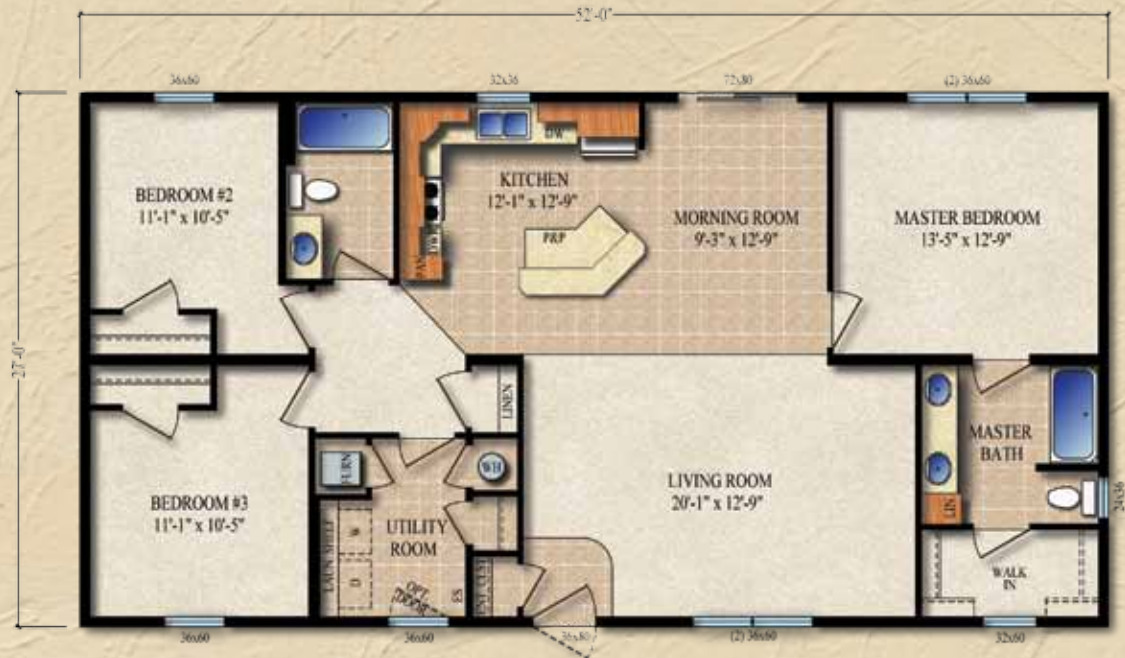 52'-0"
36x60
32x36
72x80
(2) 36x60
27'-0"
BEDROOM #2
11'-1" x 10'-5"
DW
KITCHEN
12'-1" x 12'-9"
P&P
PAN
MORNING ROOM
9'-3" x 12'-9"
MASTER BEDROOM
13'-5" x 12'-9"
LINEN
BEDROOM #3
11'-1" x 10'-5"
FURN
WH
UTILITY
ROOM
LAUN SHELF
W
D
OPT.
DOOR
ES
LIVING ROOM
20'-1" x 12'-9"
MASTER
BATH
LIN
24x36
WALK
IN
36x60
36x60
36x80
(2) 36x60
32x60